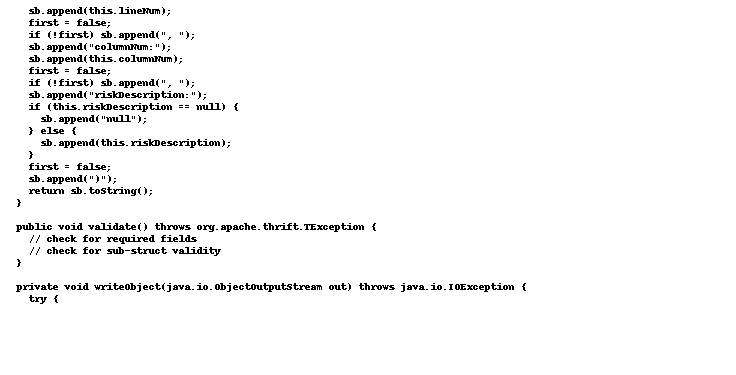 sb.append(this.lineNum);
first = false;
if (!first) sb.append(", ");
sb.append("columnNum:");
sb.append(this.columnNum);
first = false;
if (!first) sb.append(", ");
sb.append("riskDescription:");
if (this.riskDescription == null) {
sb.append("null");
} else {
sb.append(this.riskDescription);
}
first = false;
sb.append(")");
return sb.toString();
}
public void validate() throws org.apache.thrift.TException {
// check for required fields
// check for sub-struct validity
}
private void writeObject(java.io.ObjectOutputStream out) throws java.io.IOException {
try {